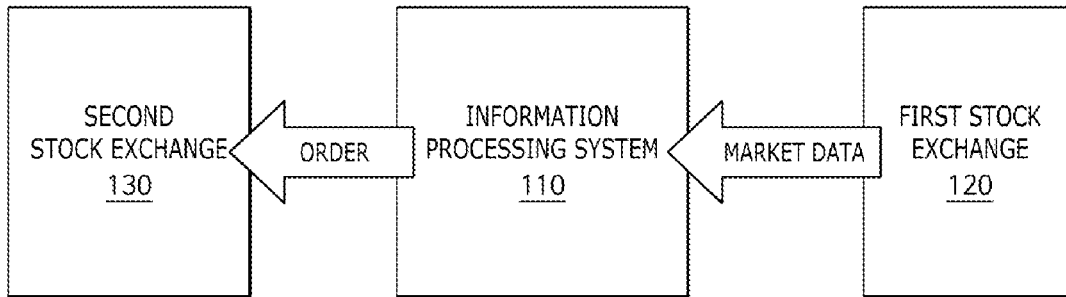 SECOND
STOCK EXCHANGE
130
ORDER
INFORMATION
PROCESSING SYSTEM
110
MARKET DATA
FIRST STOCK
EXCHANGE
120